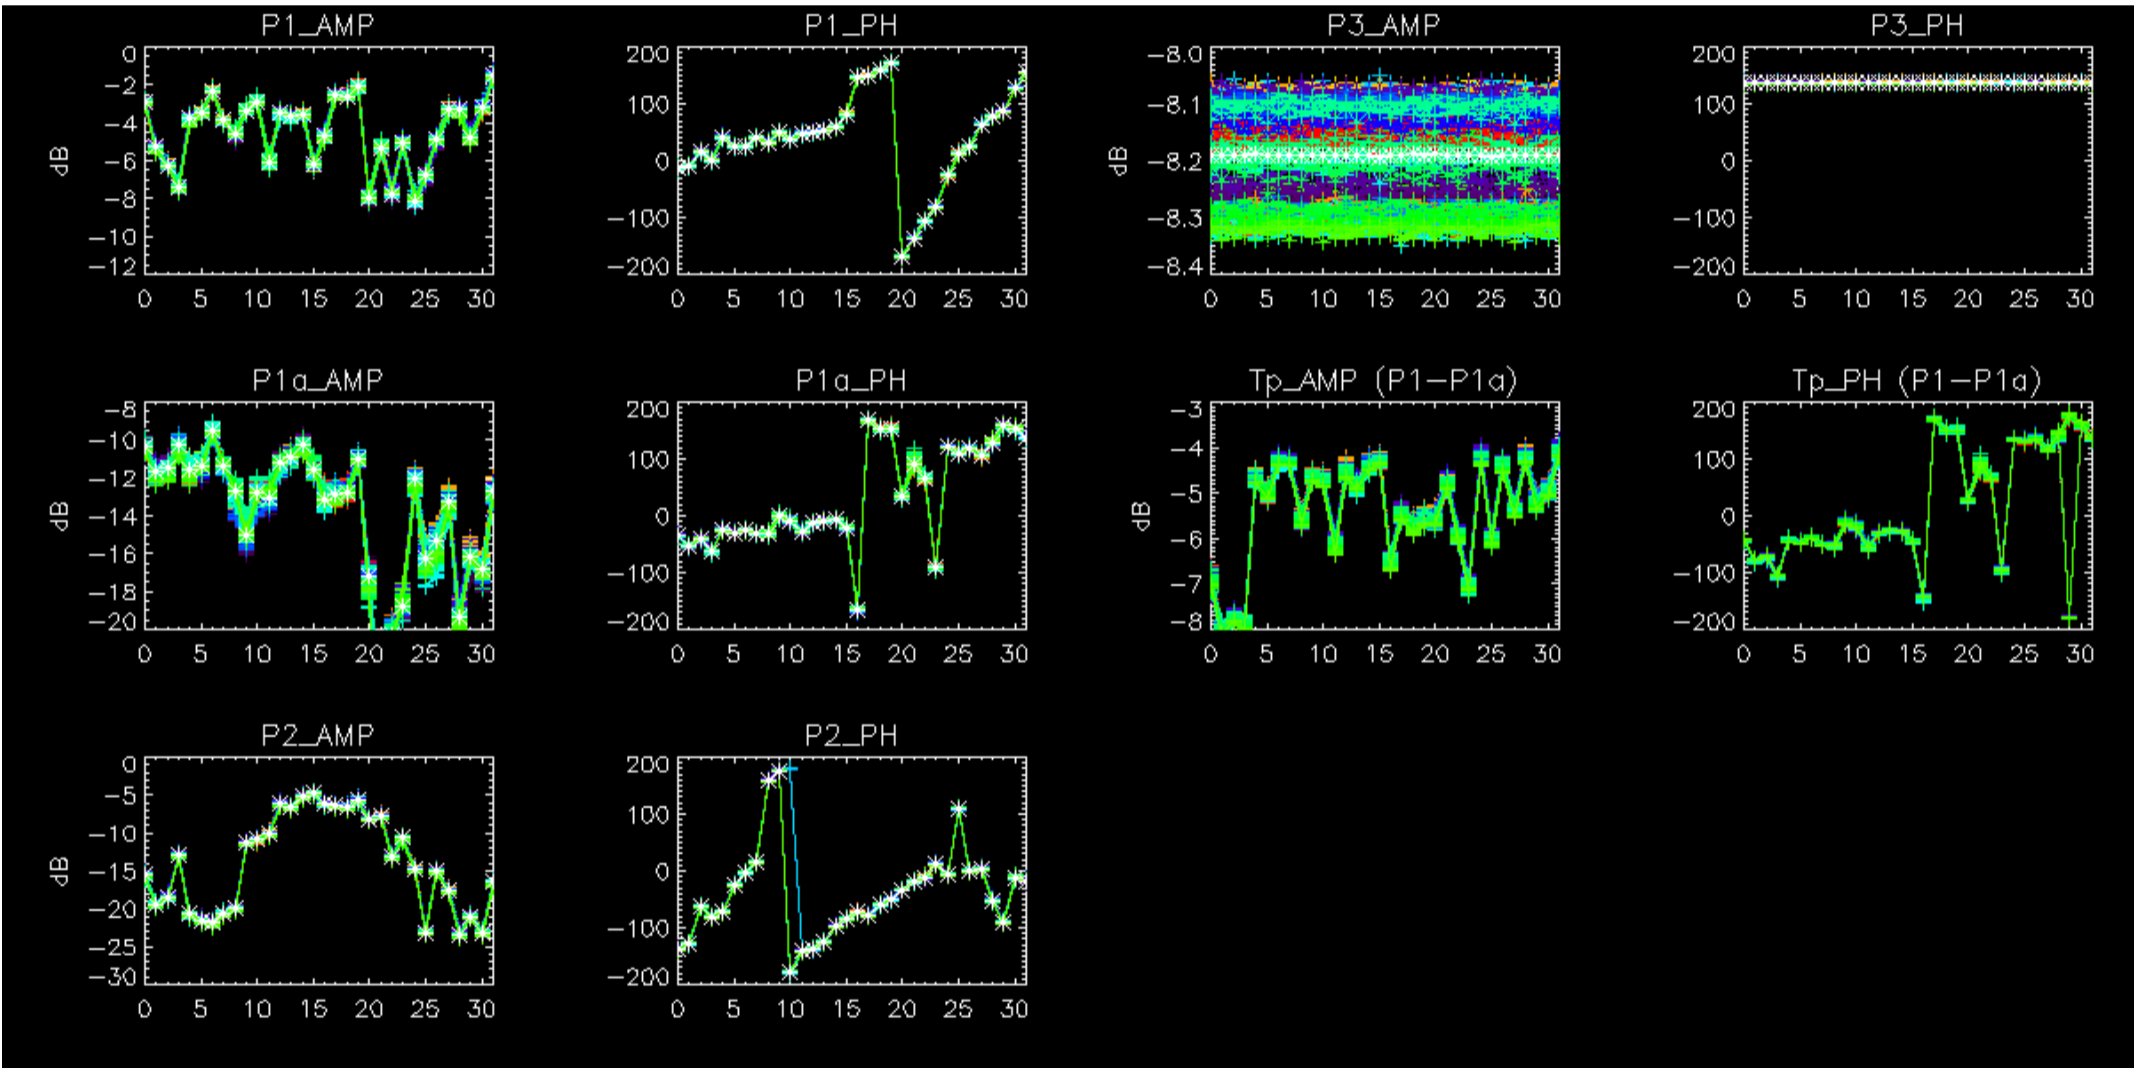 P1_AMP
P1_PH
P3_AMP
P3_PH
0
-2
-4
-6
-8
-10
-12
dB
0 5 10 15 20 25 30
200
100
0
-100
-200
0 5 10 15 20 25 30
-8.0
-8.1
-8.2
-8.3
-8.4
dB
0 5 10 15 20 25 30
200
100
0
-100
-200
0 5 10 15 20 25 30
P1a_AMP
P1a_PH
Tp_AMP (P1-P1a)
Tp_PH (P1-P1a)
-8
-10
-12
-14
-16
-18
-20
dB
0 5 10 15 20 25 30
200
100
0
-100
-200
0 5 10 15 20 25 30
-3
-4
-5
-6
-7
-8
dB
0 5 10 15 20 25 30
200
100
0
-100
-200
0 5 10 15 20 25 30
P2_AMP
P2_PH
0
-5
-10
-15
-20
-25
-30
dB
0 5 10 15 20 25 30
200
100
0
-100
-200
0 5 10 15 20 25 30